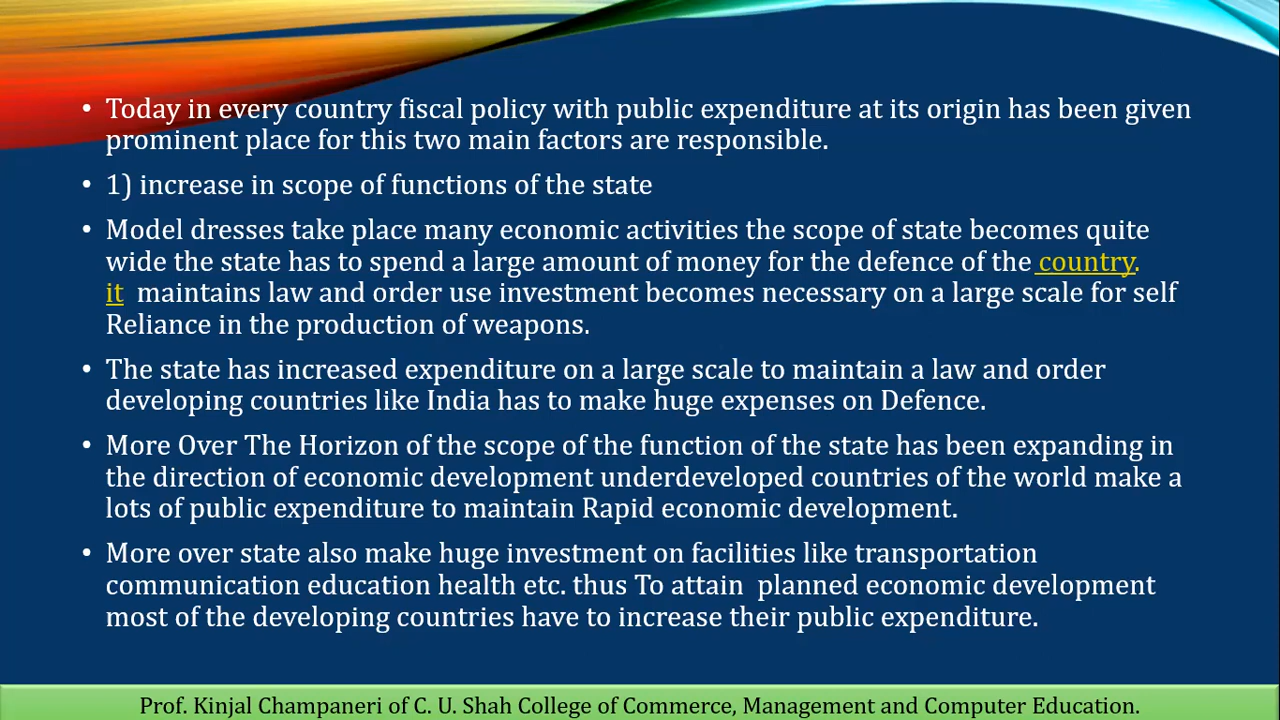 • Today in every country fiscal policy with public expenditure at its origin has been given
prominent place for this two main factors are responsible.
• 1) increase in scope of functions of the state
• Model dresses take place many economic activities the scope of state becomes quite
wide the state has to spend a large amount of money for the defence of the country.
it  maintains law and order use investment becomes necessary on a large scale for self
Reliance in the production of weapons.
• The state has increased expenditure on a large scale to maintain a law and order
developing countries like India has to make huge expenses on Defence.
• More Over The Horizon of the scope of the function of the state has been expanding in
the direction of economic development underdeveloped countries of the world make a
lots of public expenditure to maintain Rapid economic development.
• More over state also make huge investment on facilities like transportation
communication education health etc. thus To attain  planned economic development
most of the developing countries have to increase their public expenditure.
Prof. Kinjal Champaneri of C. U. Shah College of Commerce, Management and Computer Education.